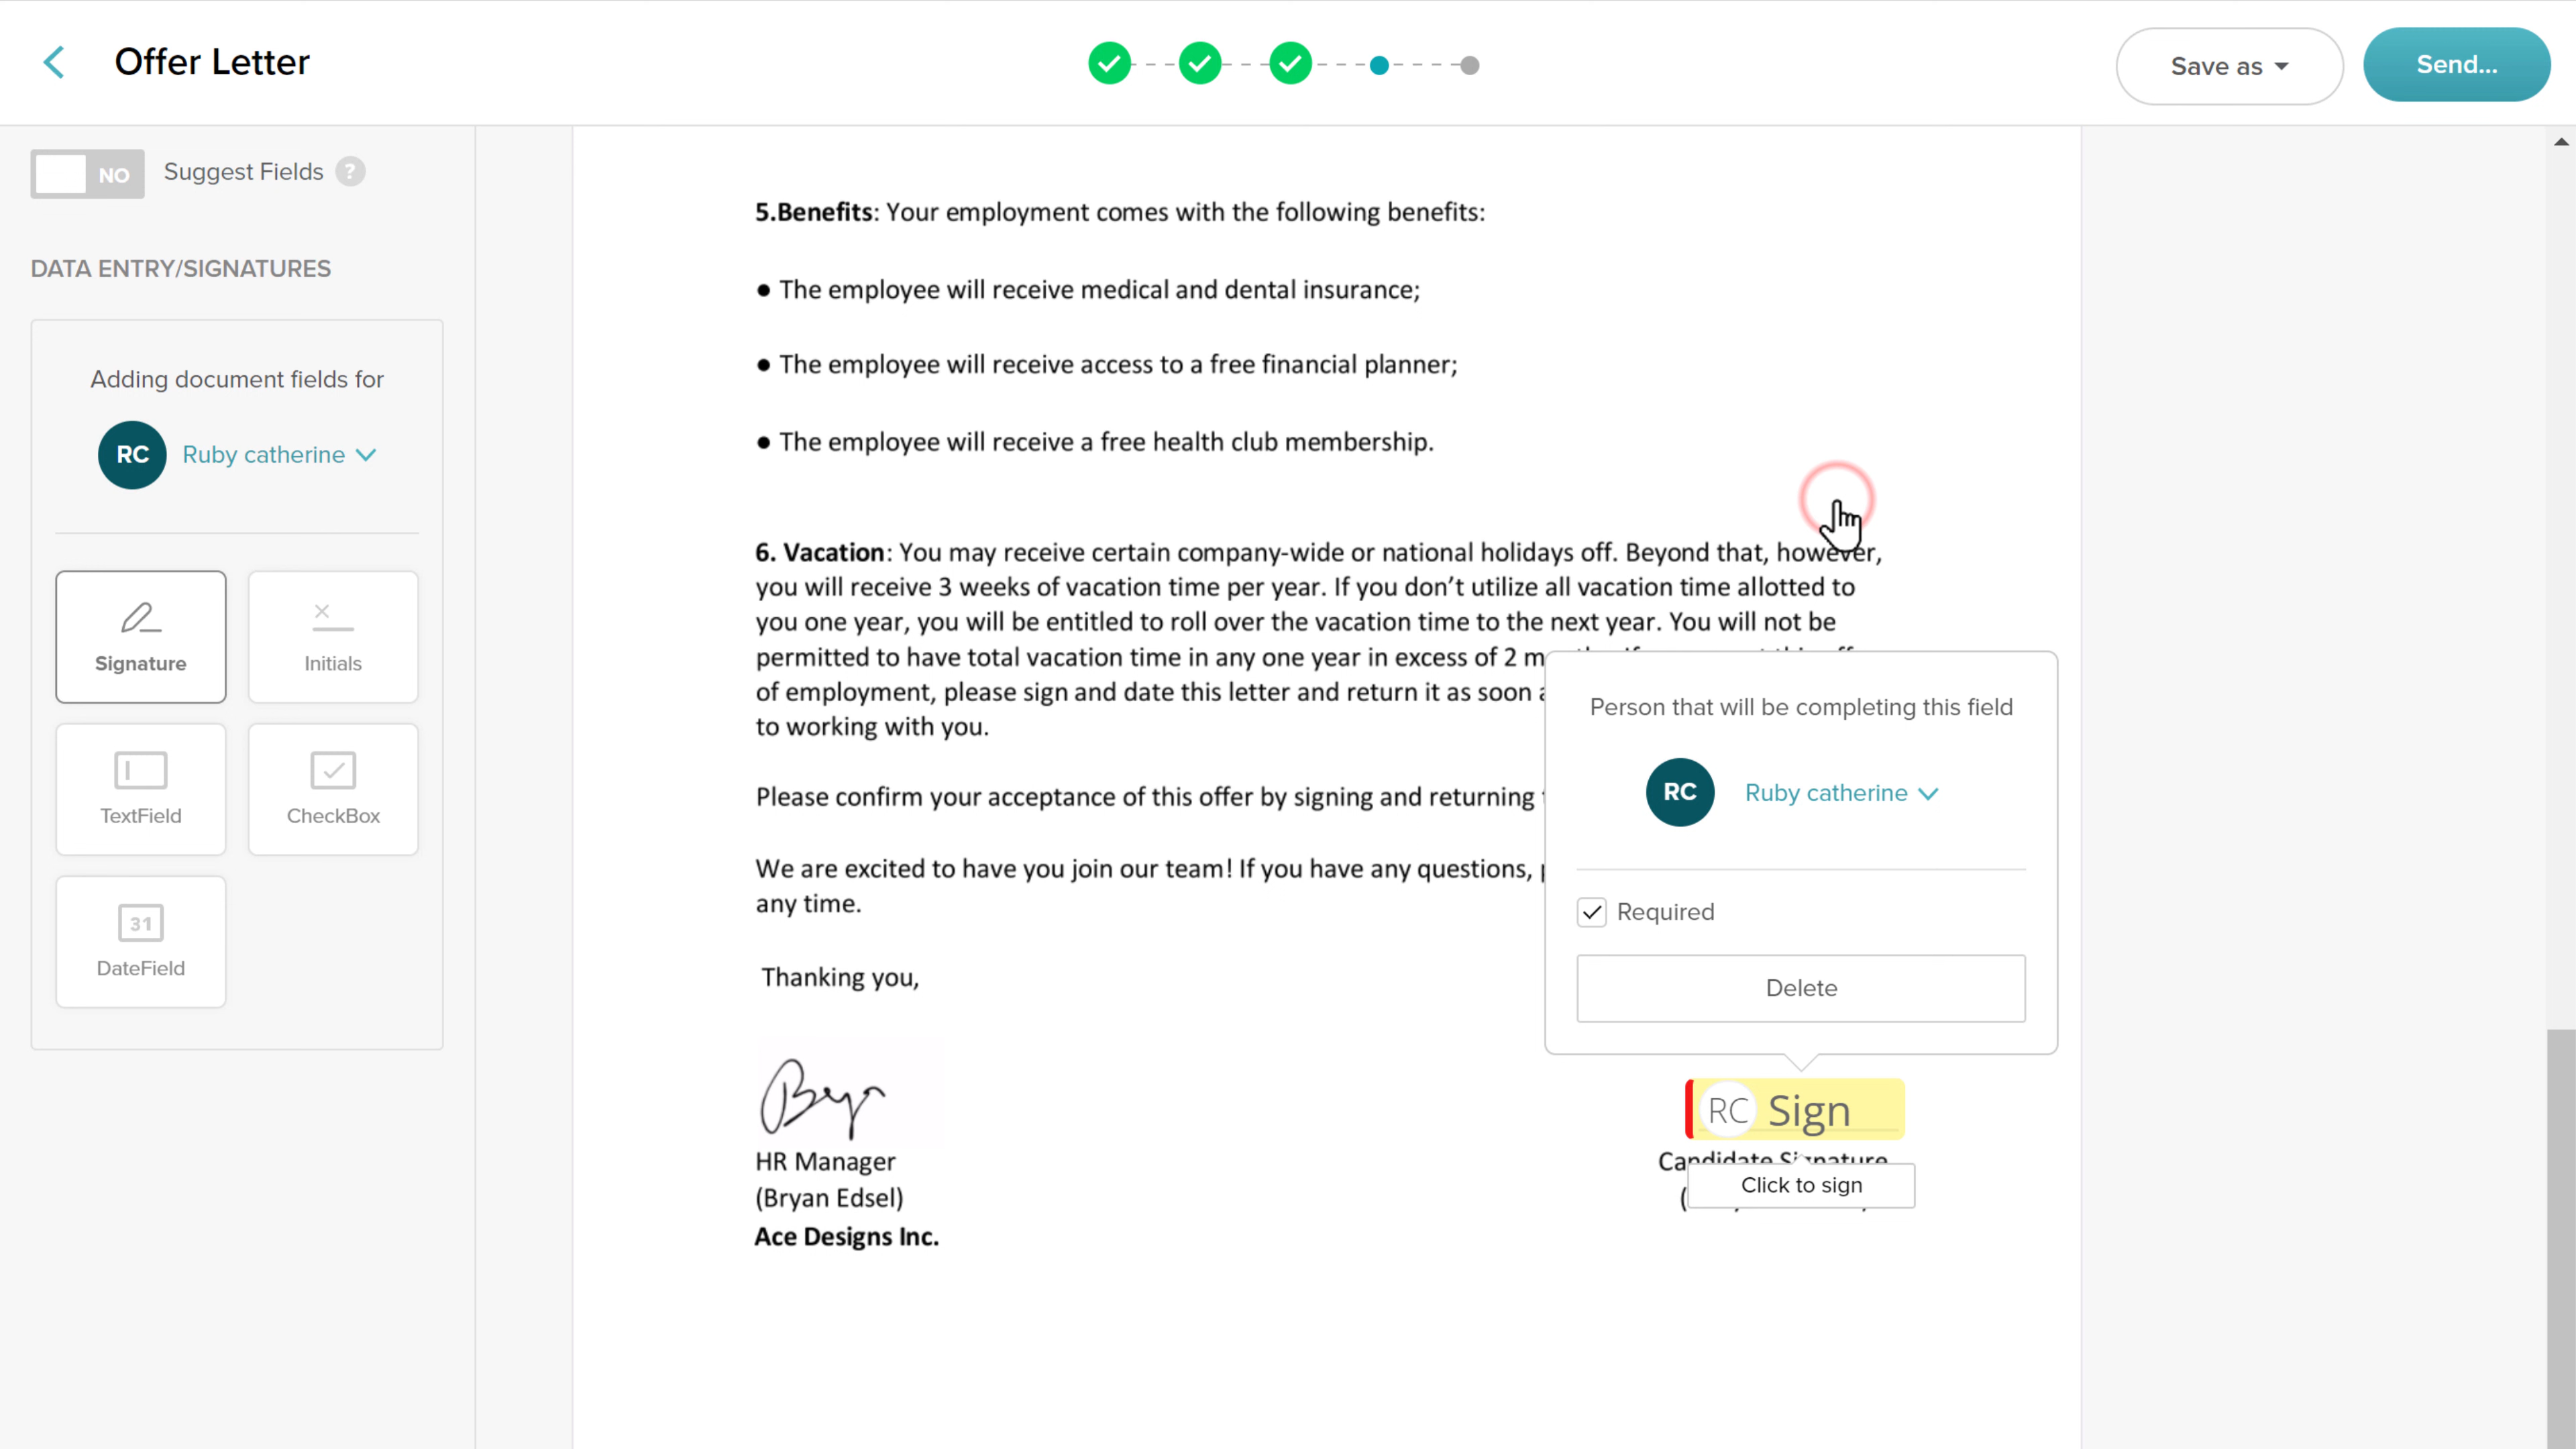 Offer Letter
Save as
Send...
NO
Suggest Fields ?
DATA ENTRY/SIGNATURES
Adding document fields for
RC Ruby catherine
Signature
Initials
TextField
CheckBox
31
DateField
5.Benefits: Your employment comes with the following benefits:
● The employee will receive medical and dental insurance;
● The employee will receive access to a free financial planner;
● The employee will receive a free health club membership.
6. Vacation: You may receive certain company-wide or national holidays off. Beyond that, however,
you will receive 3 weeks of vacation time per year. If you don’t utilize all vacation time allotted to
you one year, you will be entitled to roll over the vacation time to the next year. You will not be
permitted to have total vacation time in any one year in excess of 2
of employment, please sign and date this letter and return it as soon
to working with you.
Please confirm your acceptance of this offer by signing and returning
We are excited to have you join our team! If you have any questions,
any time.
Thanking you,
HR Manager
(Bryan Edsel)
Ace Designs Inc.
Person that will be completing this field
RC Ruby catherine
Required
Delete
RC Sign
Candidate Signature
Click to sign